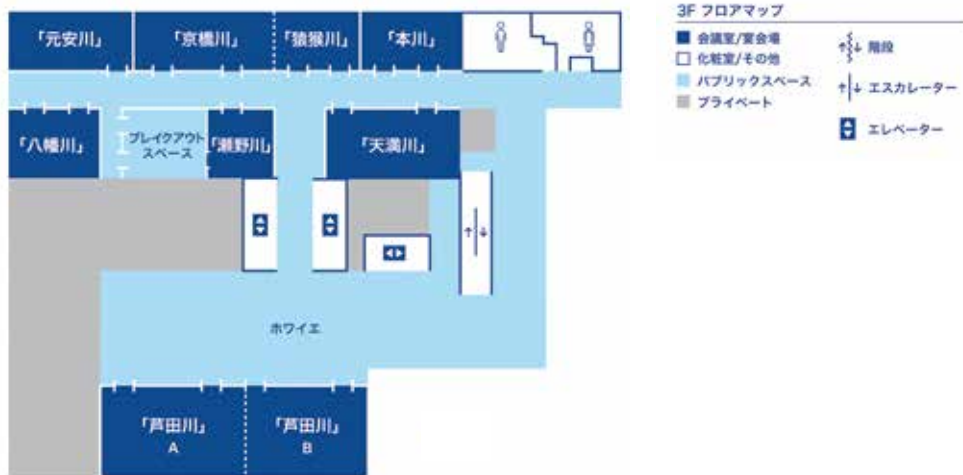 「元安川」
「京橋川」
「猿猴川」
「本川」
「八幡川」
ブレイクアウト
スペース
「瀬野川」
「天満川」
ホワイエ
「芦田川」
A
「芦田川」
B
3F フロアマップ
会議室/宴会場
化粧室/その他
パブリックスペース
プライベート
階段
エスカレーター
エレベーター